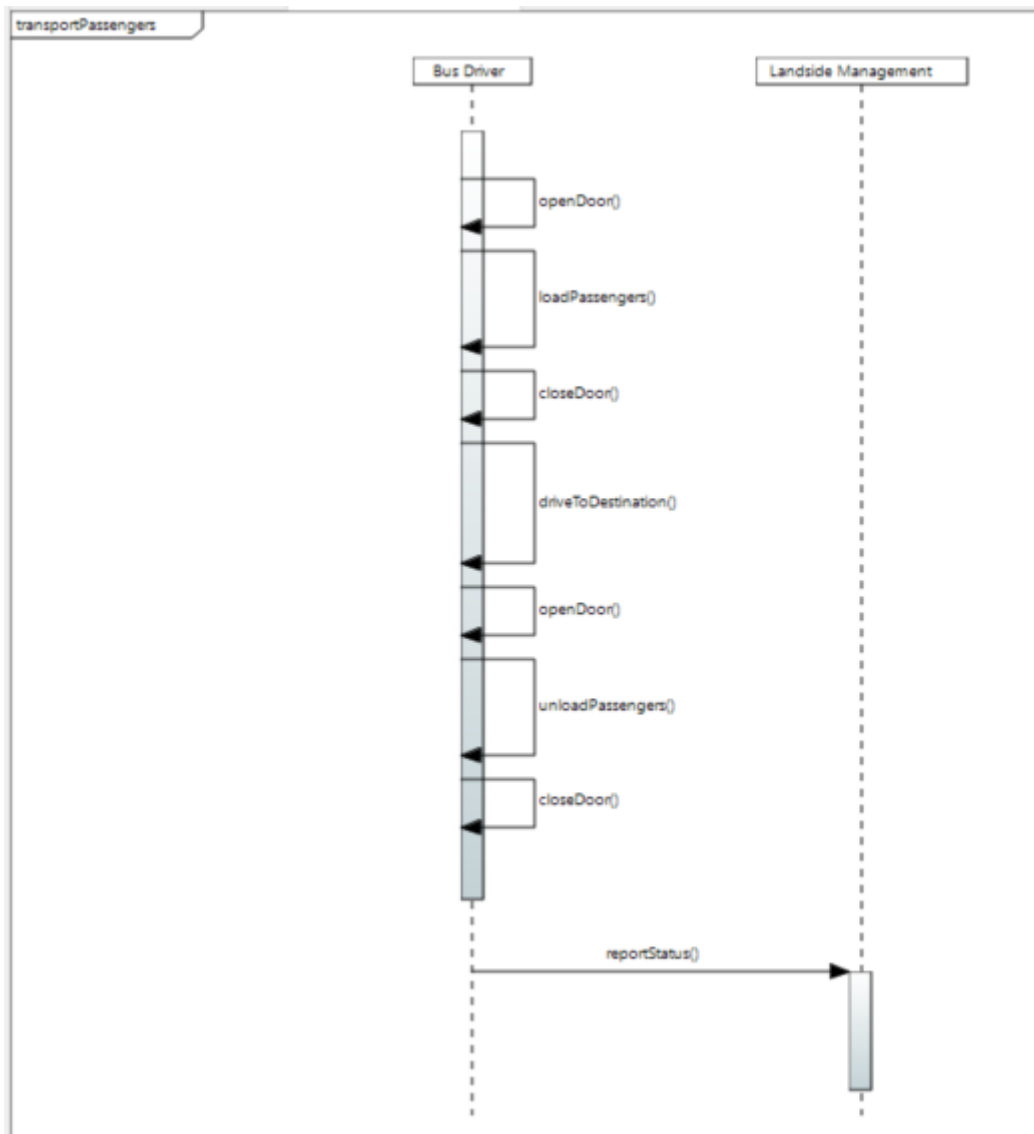 transportPassengers
Bus Driver
Landside Management
openDoor()
loadPassengers()
closeDoor()
driveToDestination()
openDoor()
unloadPassengers()
closeDoor()
reportStatus()